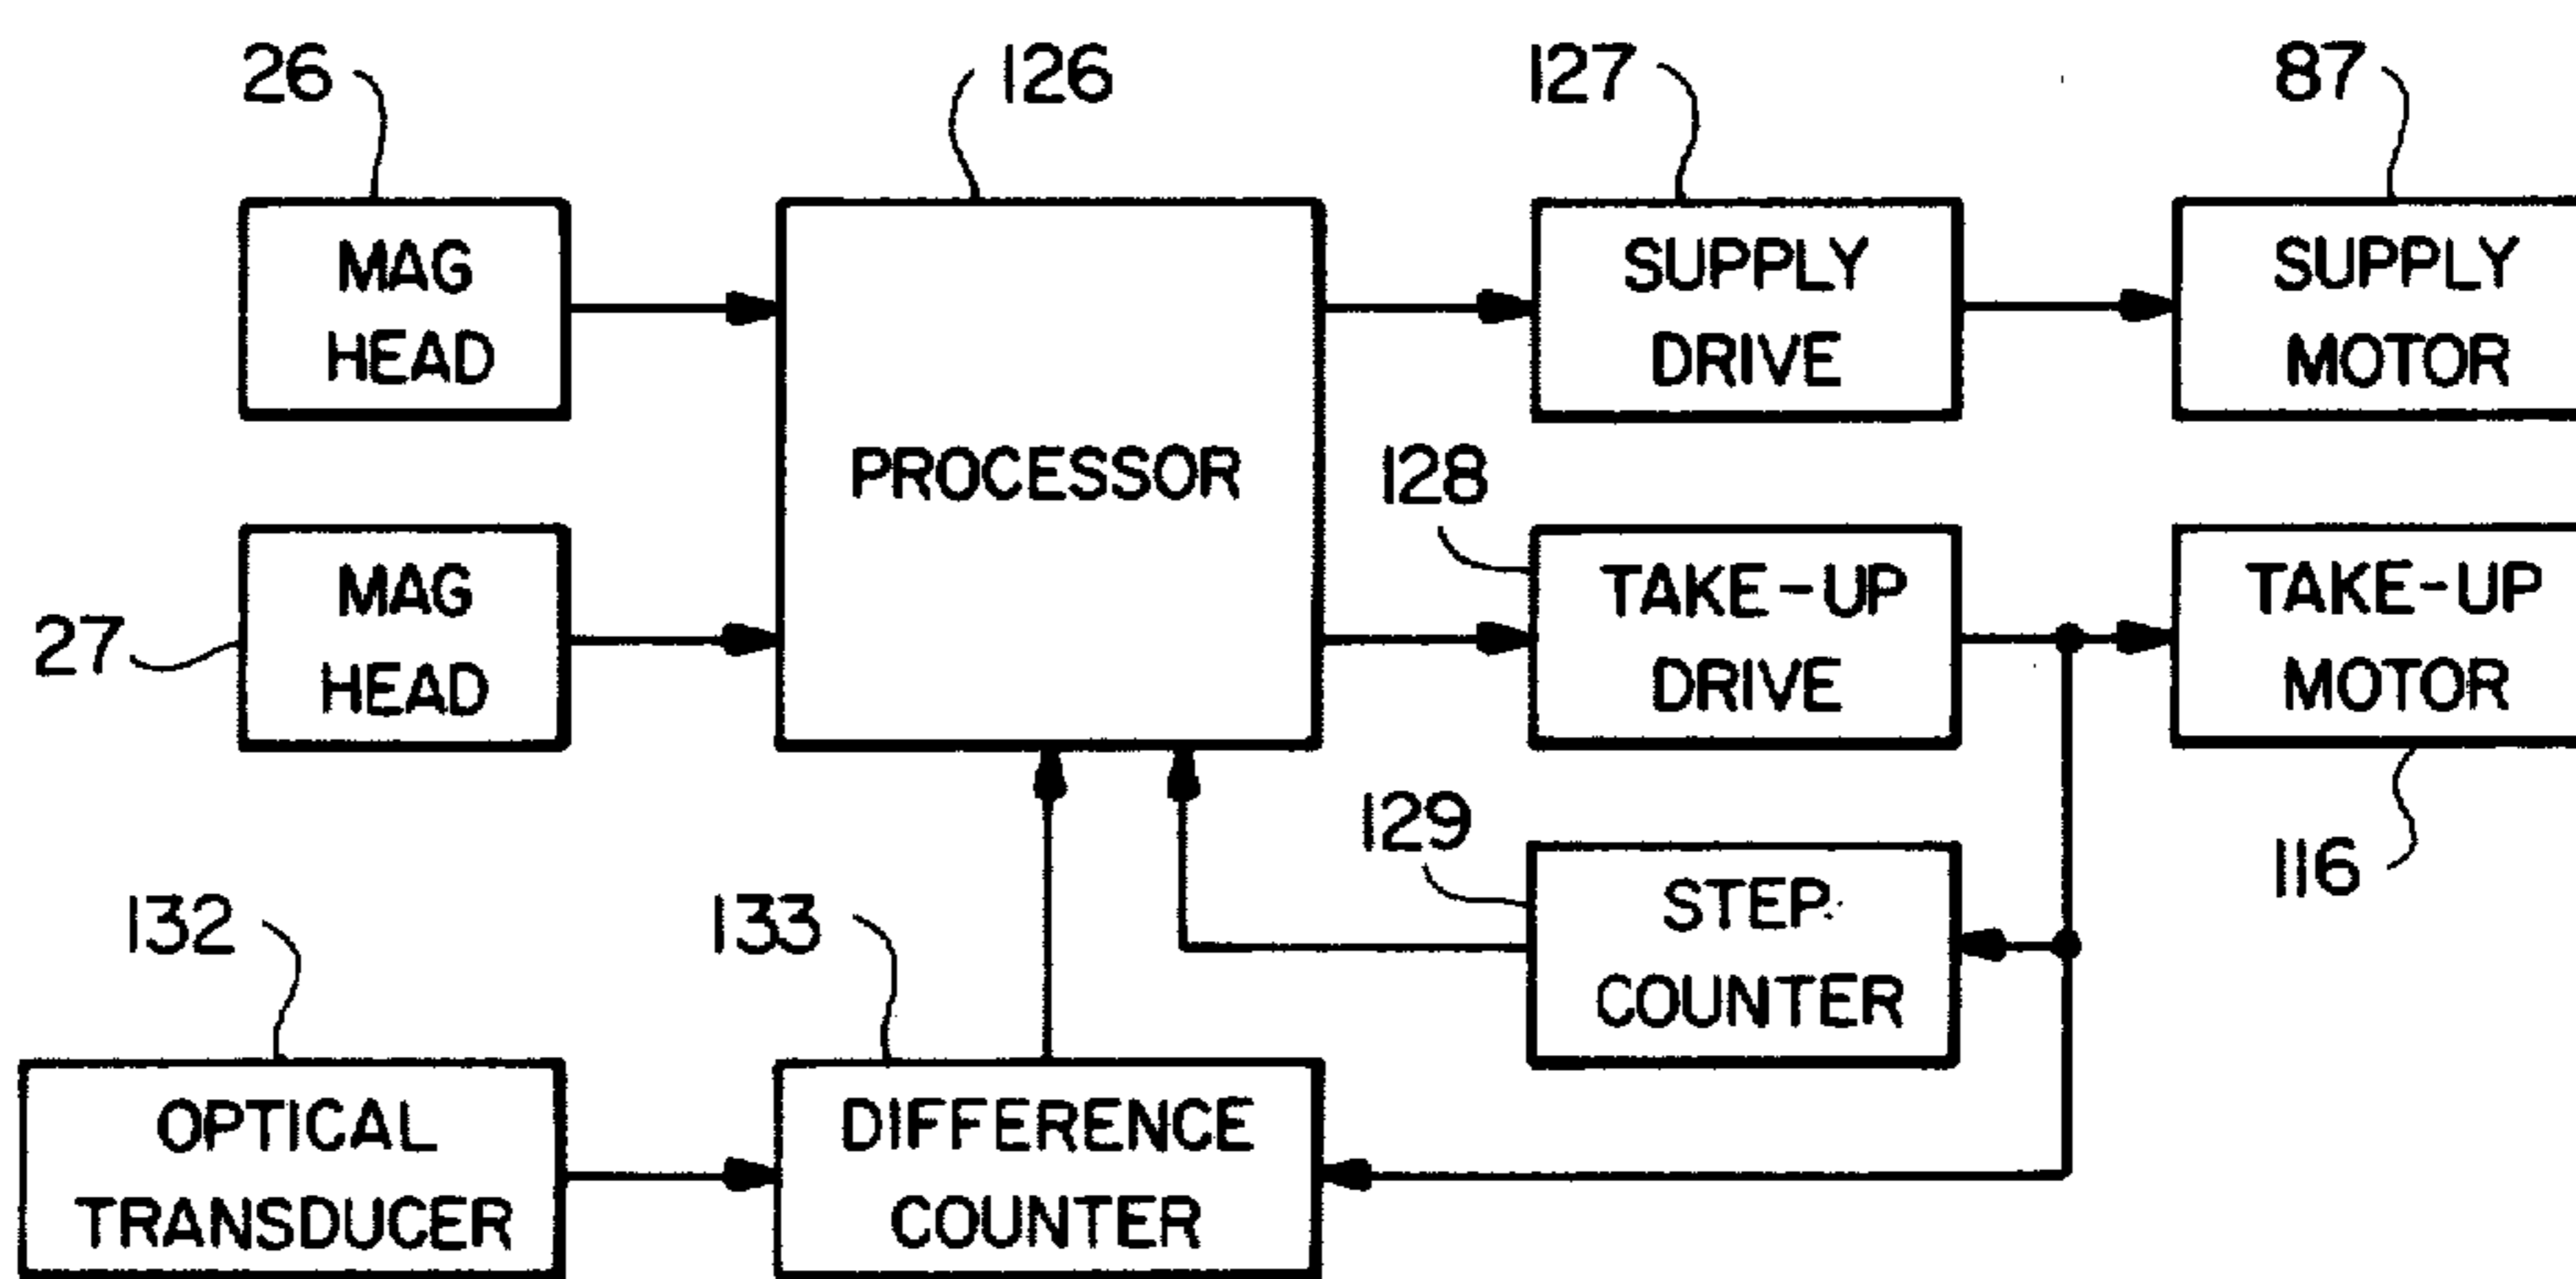 26
126
127
87
MAG
HEAD
PROCESSOR
SUPPLY
DRIVE
SUPPLY
MOTOR
27
MAG
HEAD
128
TAKE-UP
DRIVE
TAKE-UP
MOTOR
116
129
STEP
COUNTER
132
OPTICAL
TRANSDUCER
133
DIFFERENCE
COUNTER